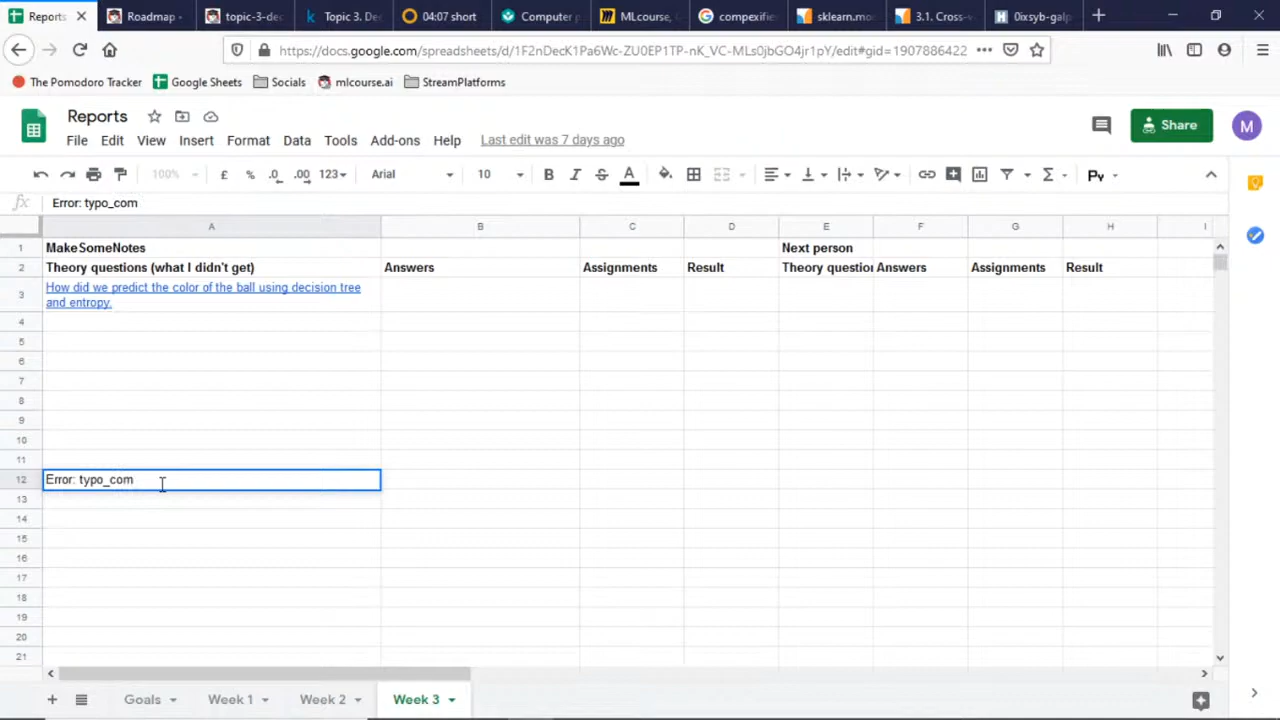 Reports
Roadmap
topic-3-dec
Topic 3. Dec
04:07 short
Computer p
MLcourse,
compexifie
sklearn.mo
3.1. Cross-v
0ixsyb-galp
https://docs.google.com/spreadsheets/d/1F2nDecK1Pa6Wc-ZU0EP1TP-nK_VC-MLs0jbGO4jr1pY/edit#gid=1907886422
The Pomodoro Tracker
Google Sheets
Socials
mlcourse.ai
StreamPlatforms
Reports
File Edit View Insert Format Data Tools Add-ons Help Last edit was 7 days ago
Share
M
100% £ % .0 .00 123 Arial 10 B I S A Σ Py
fx Error: typo_com
A B C D E F G H I
1 MakeSomeNotes Next person
2 Theory questions (what I didn't get) Answers Assignments Result Theory question Answers Assignments Result
3 How did we predict the color of the ball using decision tree
and entropy.
4
5
6
7
8
9
10
11
12 Error: typo_com
13
14
15
16
17
18
19
20
21
Goals Week 1 Week 2 Week 3